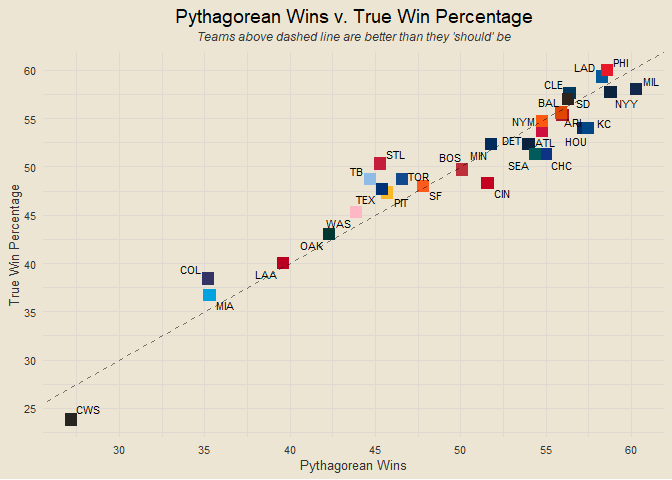 Pythagorean Wins v. True Win Percentage
Teams above dashed line are better than they 'should' be
True Win Percentage
60
55
50
45
40
35
30
25
LAD
PHI
CLE
MIL
BAL
SD
NYY
NYM
ARI
KC
DET
ATL
HOU
STL
BOS
MIN
SEA
CHC
TB
TOR
CIN
TEX
PIT
SF
WAS
OAK
COL
LAA
MIA
CWS
30
35
40
45
50
55
60
Pythagorean Wins